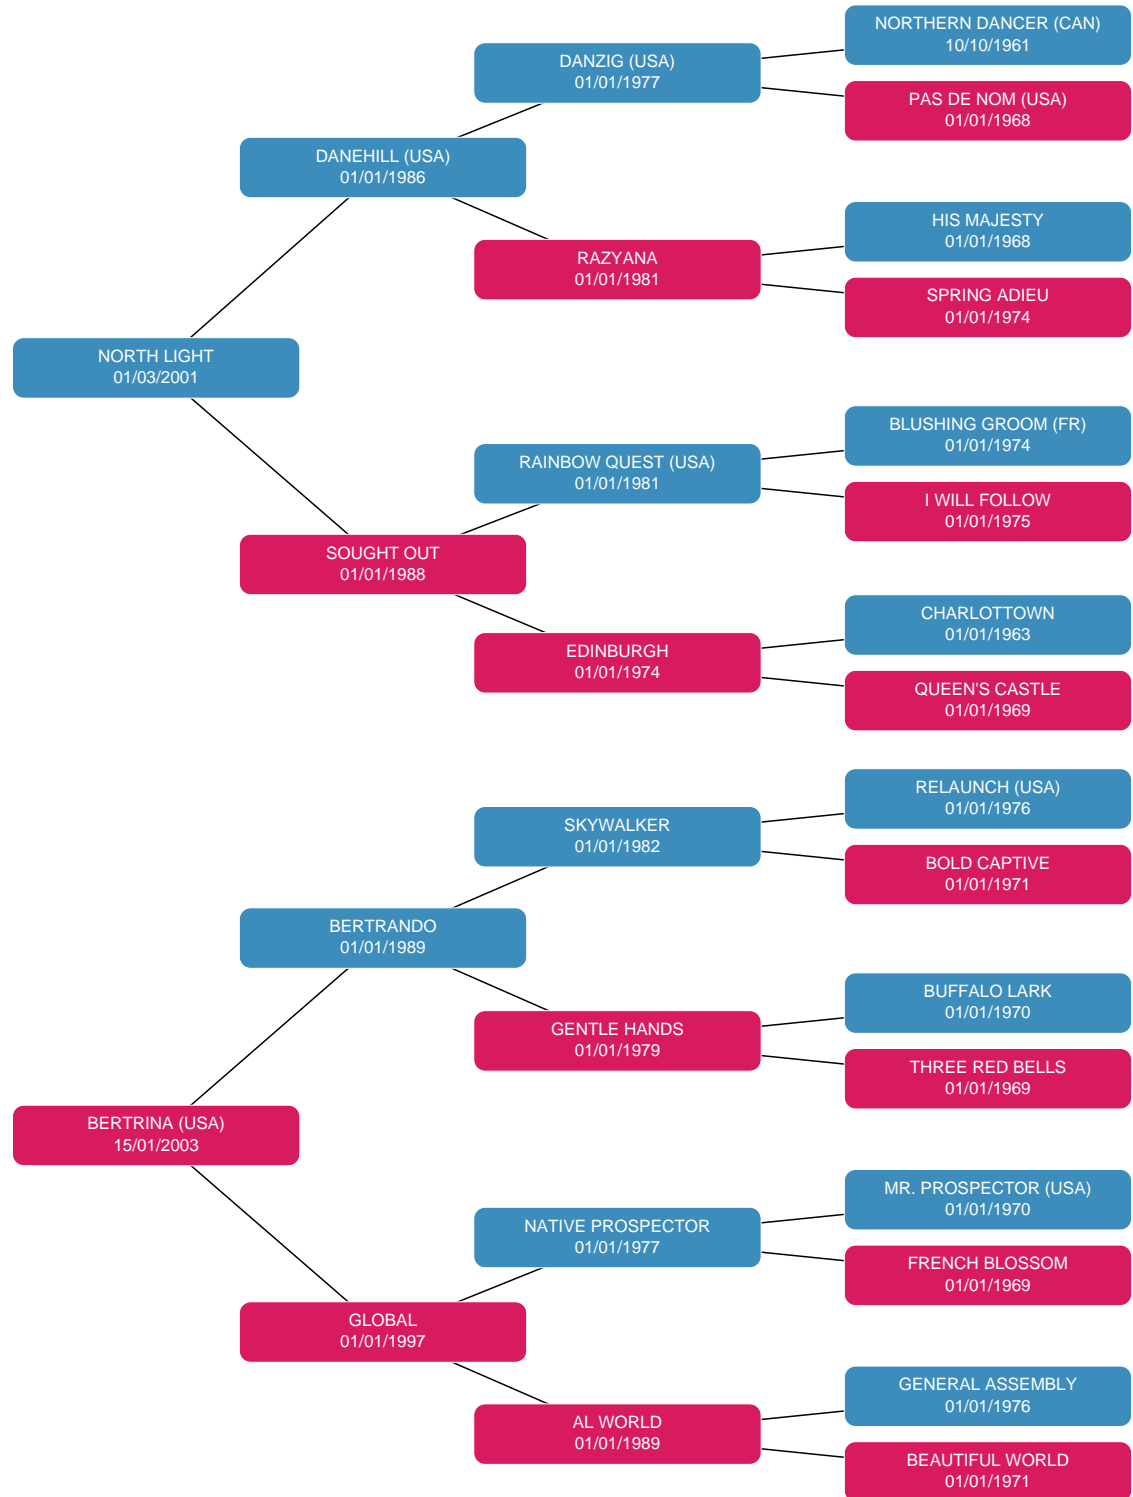 NORTHERN DANCER (CAN)
10/10/1961
DANZIG (USA)
01/01/1977
PAS DE NOM (USA)
01/01/1968
DANEHILL (USA)
01/01/1986
HIS MAJESTY
01/01/1968
RAZYANA
01/01/1981
SPRING ADIEU
01/01/1974
NORTH LIGHT
01/03/2001
BLUSHING GROOM (FR)
01/01/1974
RAINBOW QUEST (USA)
01/01/1981
I WILL FOLLOW
01/01/1975
SOUGHT OUT
01/01/1988
CHARLOTTOWN
01/01/1963
EDINBURGH
01/01/1974
QUEEN'S CASTLE
01/01/1969
RELAUNCH (USA)
01/01/1976
SKYWALKER
01/01/1982
BOLD CAPTIVE
01/01/1971
BERTRANDO
01/01/1989
BUFFALO LARK
01/01/1970
GENTLE HANDS
01/01/1979
THREE RED BELLS
01/01/1969
BERTRINA (USA)
15/01/2003
MR. PROSPECTOR (USA)
01/01/1970
NATIVE PROSPECTOR
01/01/1977
FRENCH BLOSSOM
01/01/1969
GLOBAL
01/01/1997
GENERAL ASSEMBLY
01/01/1976
AL WORLD
01/01/1989
BEAUTIFUL WORLD
01/01/1971